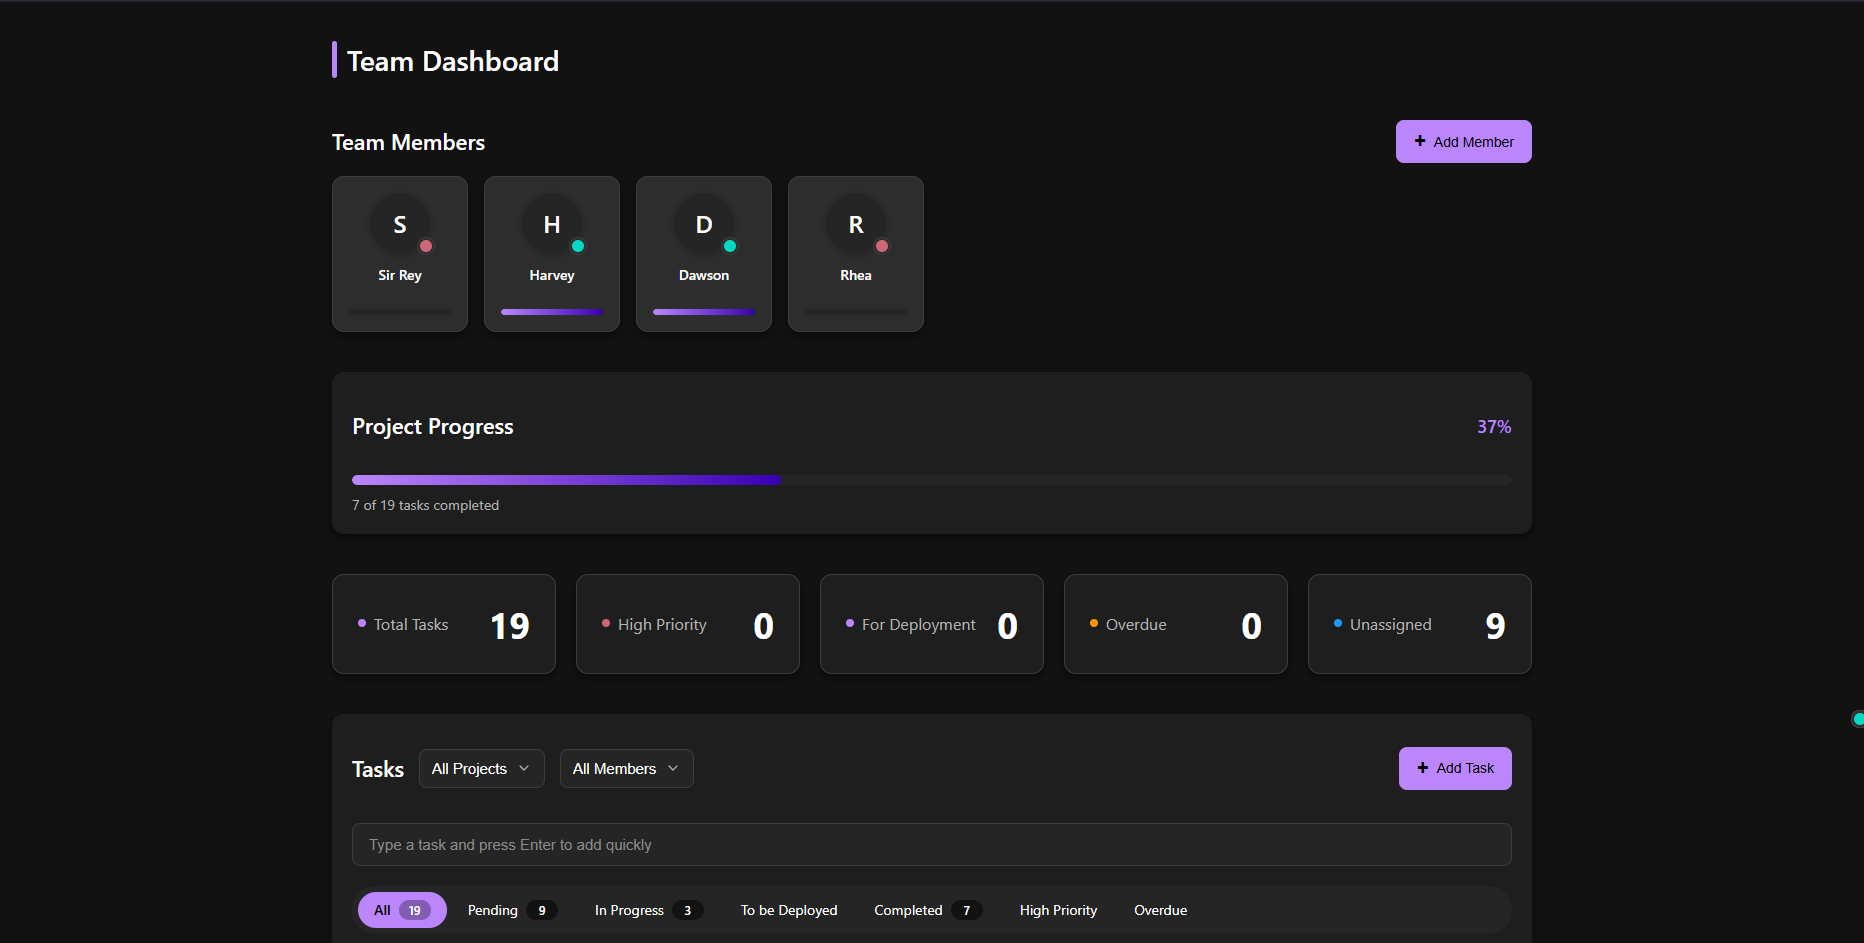 Team Dashboard
Team Members
+ Add Member
S
H
D
R
Sir Rey
Harvey
Dawson
Rhea
Project Progress
37%
7 of 19 tasks completed
Total Tasks 19
High Priority 0
For Deployment 0
Overdue 0
Unassigned 9
Tasks
All Projects
All Members
+ Add Task
Type a task and press Enter to add quickly
All 19
Pending 9
In Progress 3
To be Deployed
Completed 7
High Priority
Overdue